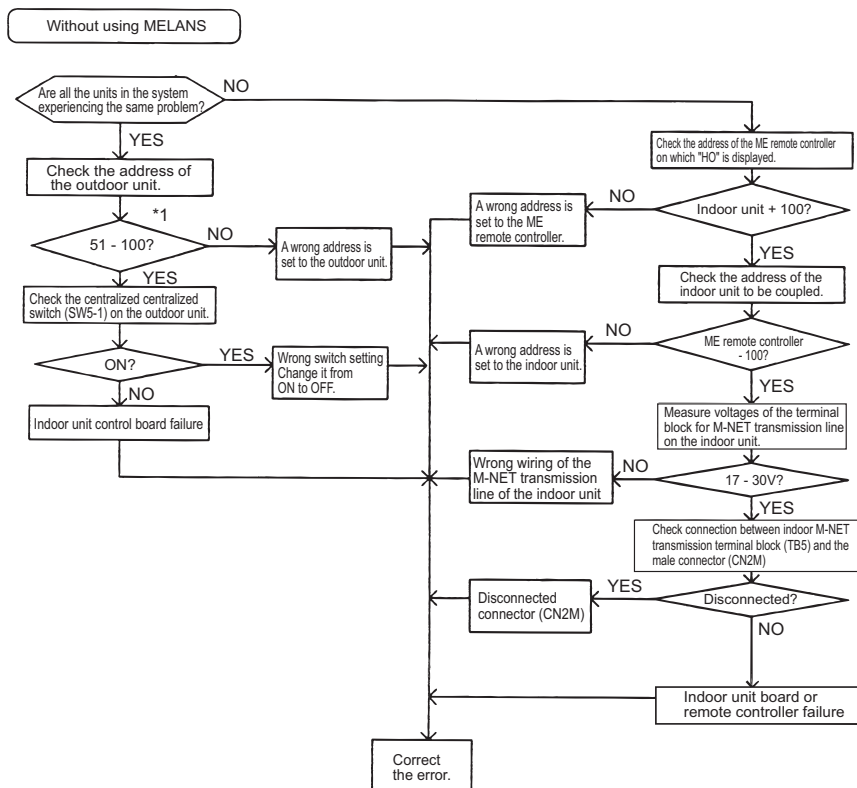 Without using MELANS
Are all the units in the system
experiencing the same problem?
NO
YES
Check the address of
the outdoor unit.
*1
51 - 100?
NO
A wrong address is
set to the outdoor unit.
YES
Check the centralized centralized
switch (SW5-1) on the outdoor unit.
ON?
YES
Wrong switch setting
Change it from
ON to OFF.
NO
Indoor unit control board failure
Check the address of the ME remote controller
on which "HO" is displayed.
Indoor unit + 100?
NO
A wrong address is
set to the ME
remote controller.
YES
Check the address of the
indoor unit to be coupled.
ME remote controller
- 100?
NO
A wrong address is
set to the indoor unit.
YES
Measure voltages of the terminal
block for M-NET transmission line
on the indoor unit.
17 - 30V?
NO
Wrong wiring of the
M-NET transmission
line of the indoor unit
YES
Check connection between indoor M-NET
transmission terminal block (TB5) and the
male connector (CN2M)
Disconnected?
YES
Disconnected
connector (CN2M)
NO
Indoor unit board or
remote controller failure
Correct
the error.